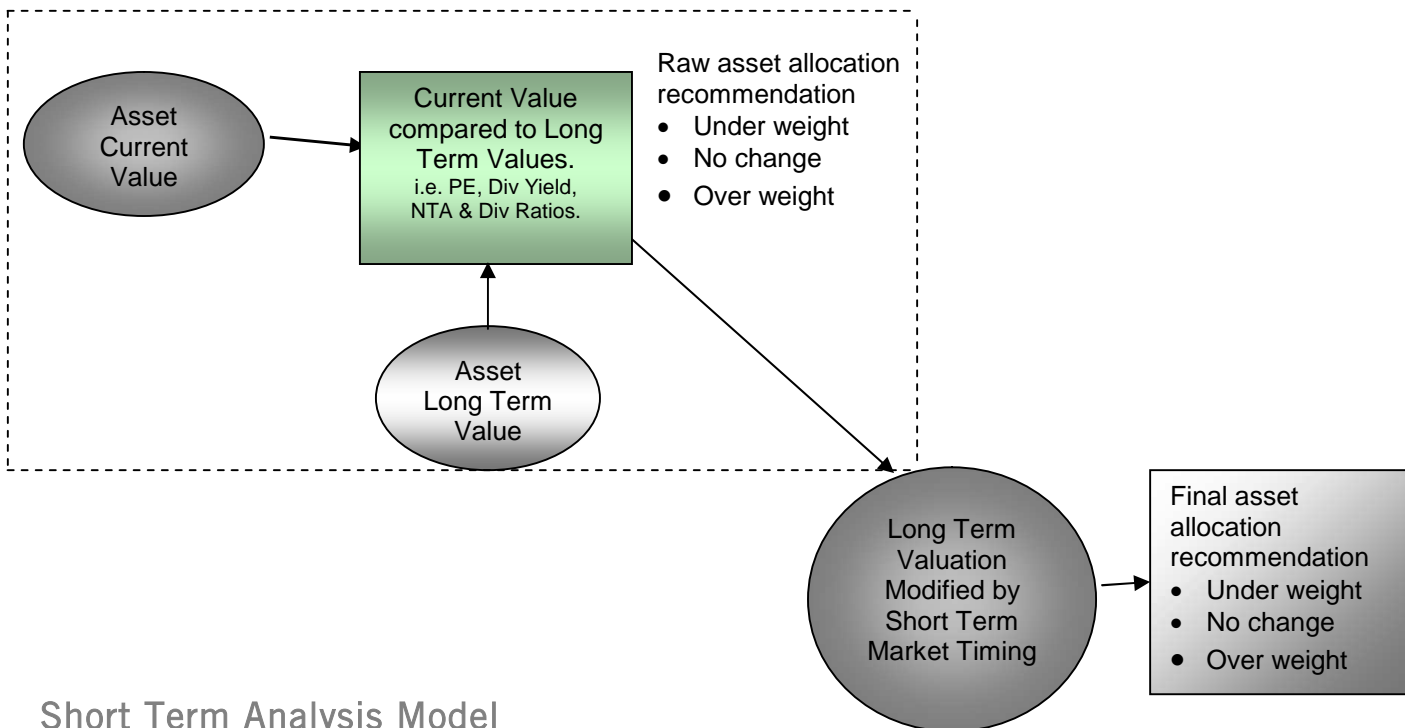 Asset
Current
Value
Current Value
compared to Long
Term Values.
i.e. PE, Div Yield,
NTA & Div Ratios.
Raw asset allocation
recommendation
• Under weight
• No change
• Over weight
Asset
Long Term
Value
Long Term
Valuation
Modified by
Short Term
Market Timing
Final asset
allocation
recommendation
• Under weight
• No change
• Over weight
Short Term Analysis Model